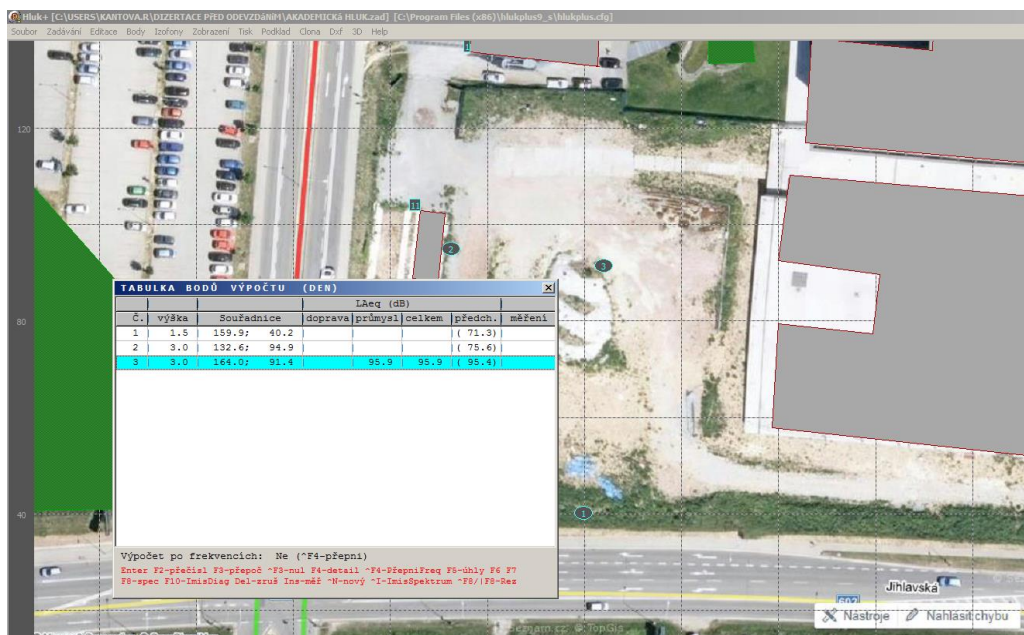 Hluk+ [C:\USERS\KANTOVA.R\DIZERTACE PŘED ODEVZDáNíM\AKADEMICKá HLUK.zad] [C:\Program Files (x86)\hlukplus9_s\hlukplus.cfg]
Soubor Zadávání Editace Body Izofony Zobrazení Tisk Podklad Clona Dxf 3D Help
120
11
2
3
TABULKA BODŮ VÝPOČTU (DEN)
LAeq (dB)
Č. výška Souřadnice doprava průmysl celkem předch. měření
80
1 1.5 159.9; 40.2 ( 71.3)
2 3.0 132.6; 94.9 ( 75.6)
3 3.0 164.0; 91.4 95.9 95.9 ( 95.4)
40
1
Výpočet po frekvencích: Ne (^F4-přepni)
Enter F2-přečísl F3-přepoč ^F3-nul F4-detail ^F4-PřepniFreq F5-úhly F6 F7
F8-spec F10-ImisDiag Del-zruš Ins-měř ^N-nový ^I-ImisSpektrum ^F8/|F8-Rez
Jihlavská
602
Nástroje Nahlásit chybu
Seznam.cz, © TopGis